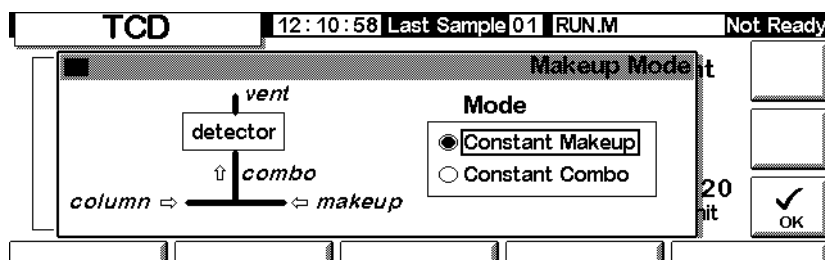 TCD 12:10:58 Last Sample 01 RUN.M Not Ready
Makeup Mode
vent
Mode
detector
Constant Makeup
combo
Constant Combo
column ⇨ ⇦ makeup
20
OK